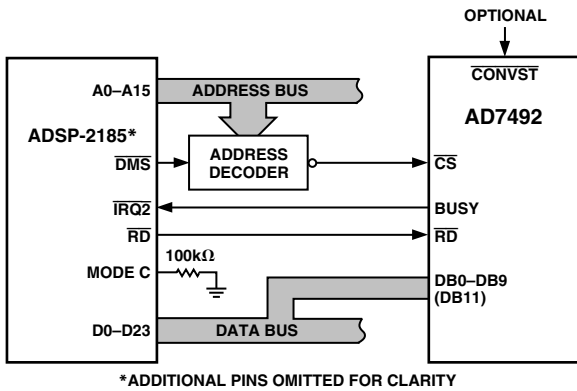 OPTIONAL
A0–A15
ADDRESS BUS
CONVST
AD7492
ADSP-2185*
ADDRESS
DECODER
DMS
CS
IRQ2
BUSY
RD
RD
100kΩ
MODE C
DB0–DB9
(DB11)
D0–D23
DATA BUS
*ADDITIONAL PINS OMITTED FOR CLARITY